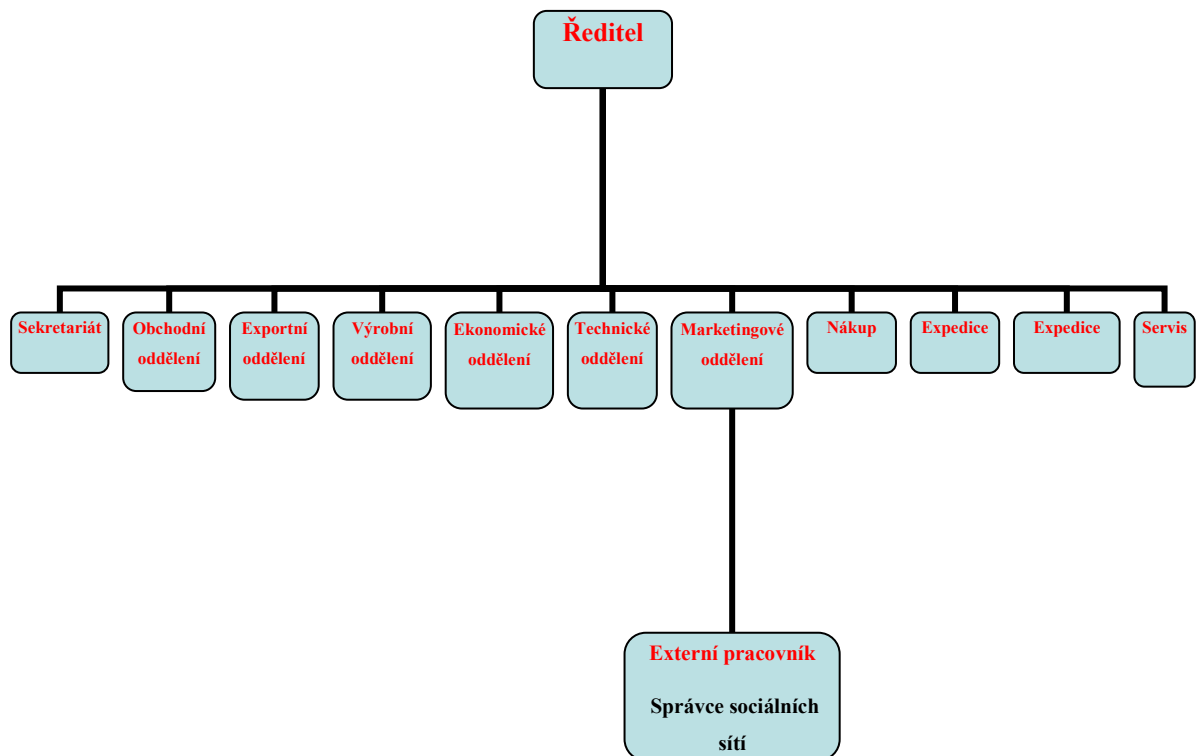 Ředitel
Sekretariát
Obchodní
oddělení
Exportní
oddělení
Výrobní
oddělení
Ekonomické
oddělení
Technické
oddělení
Marketingové
oddělení
Nákup
Expedice
Expedice
Servis
Externí pracovník
Správce sociálních
sítí